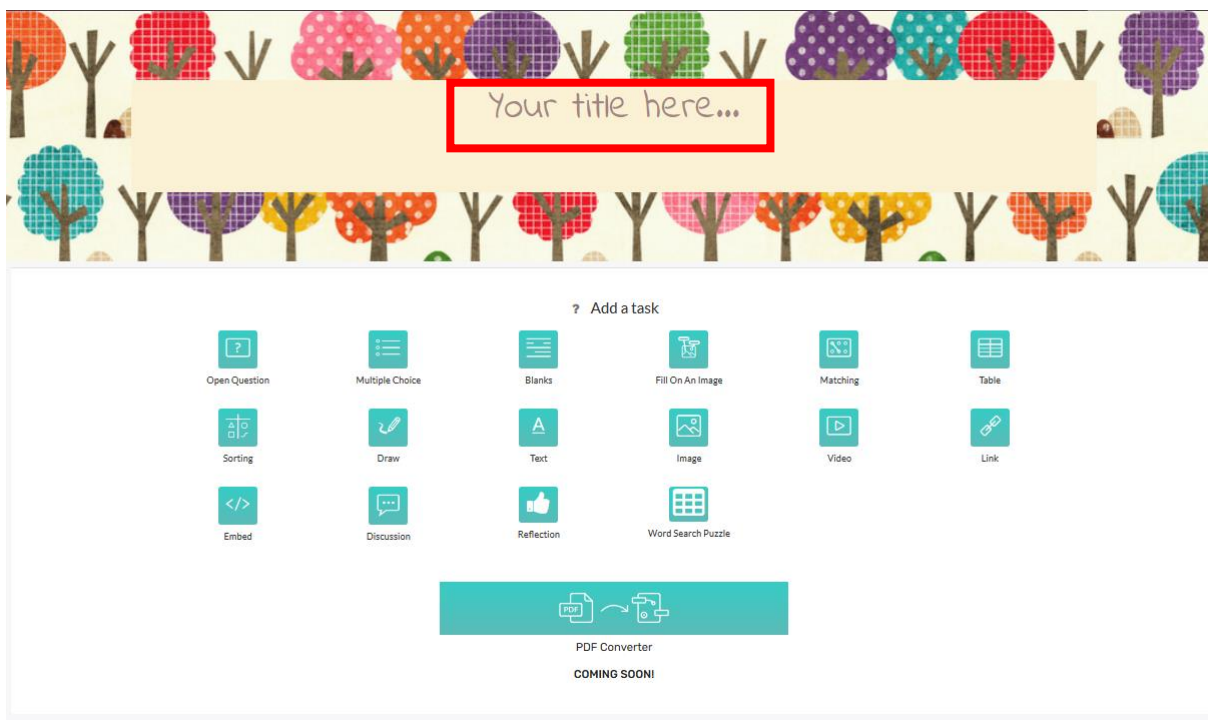 Your title here...
? Add a task
Open Question
Multiple Choice
Blanks
Fill On An Image
Matching
Table
Sorting
Draw
Text
Image
Video
Link
Embed
Discussion
Reflection
Word Search Puzzle
PDF
PDF Converter
COMING SOON!